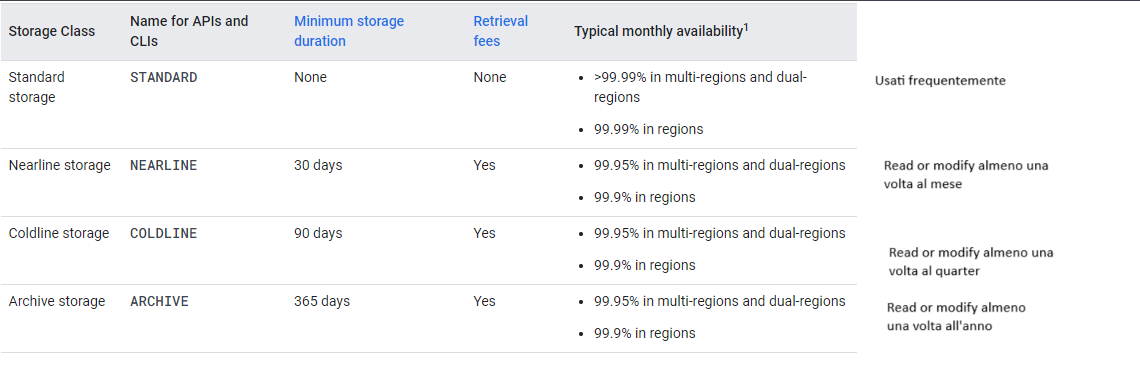 Storage Class
Name for APIs and
CLIs
Minimum storage
duration
Retrieval
fees
Typical monthly availability1
Standard
storage
STANDARD
None
None
• >99.99% in multi-regions and dual-
regions
• 99.99% in regions
Usati frequentemente
Nearline storage
NEARLINE
30 days
Yes
• 99.95% in multi-regions and dual-regions
• 99.9% in regions
Read or modify almeno una
volta al mese
Coldline storage
COLDLINE
90 days
Yes
• 99.95% in multi-regions and dual-regions
• 99.9% in regions
Read or modify almeno una
volta al quarter
Archive storage
ARCHIVE
365 days
Yes
• 99.95% in multi-regions and dual-regions
• 99.9% in regions
Read or modify almeno
una volta all'anno